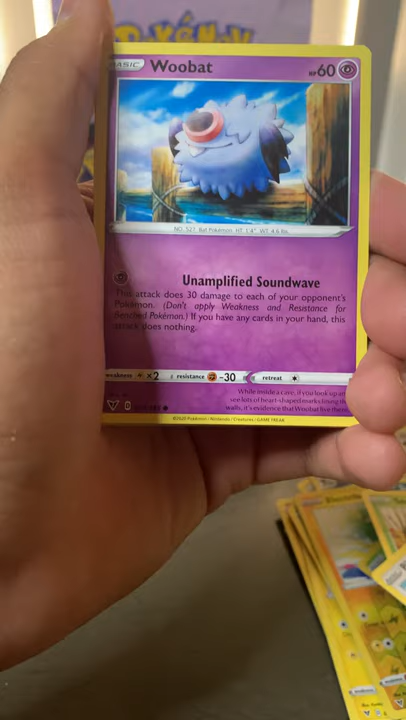 POKÉMON
BASIC Woobat HP60
NO. 527 Bat Pokémon HT: 1'4" WT: 4.6 lbs.
Unamplified Soundwave
This attack does 30 damage to each of your opponent's
Pokémon. (Don't apply Weakness and Resistance for
Benched Pokémon.) If you have any cards in your hand, this
attack does nothing.
weakness ×2 resistance -30 retreat
While inside a cave, if you look up and
see lots of heart-shaped marks lining the
walls, it's evidence that Woobat live there.
©2020 Pokémon / Nintendo / Creatures / GAME FREAK